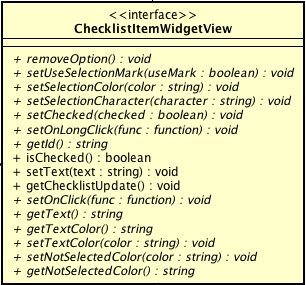 <<interface>>
ChecklistItemWidgetView
+ removeOption() : void
+ setUseSelectionMark(useMark : boolean) : void
+ setSelectionColor(color : string) : void
+ setSelectionCharacter(character : string) : void
+ setChecked(checked : boolean) : void
+ setOnLongClick(func : function) : void
+ getId() : string
+ isChecked() : boolean
+ setText(text : string) : void
+ getChecklistUpdate() : void
+ setOnClick(func : function) : void
+ getText() : string
+ getTextColor() : string
+ setTextColor(color : string) : void
+ setNotSelectedColor(color : string) : void
+ getNotSelectedColor() : string